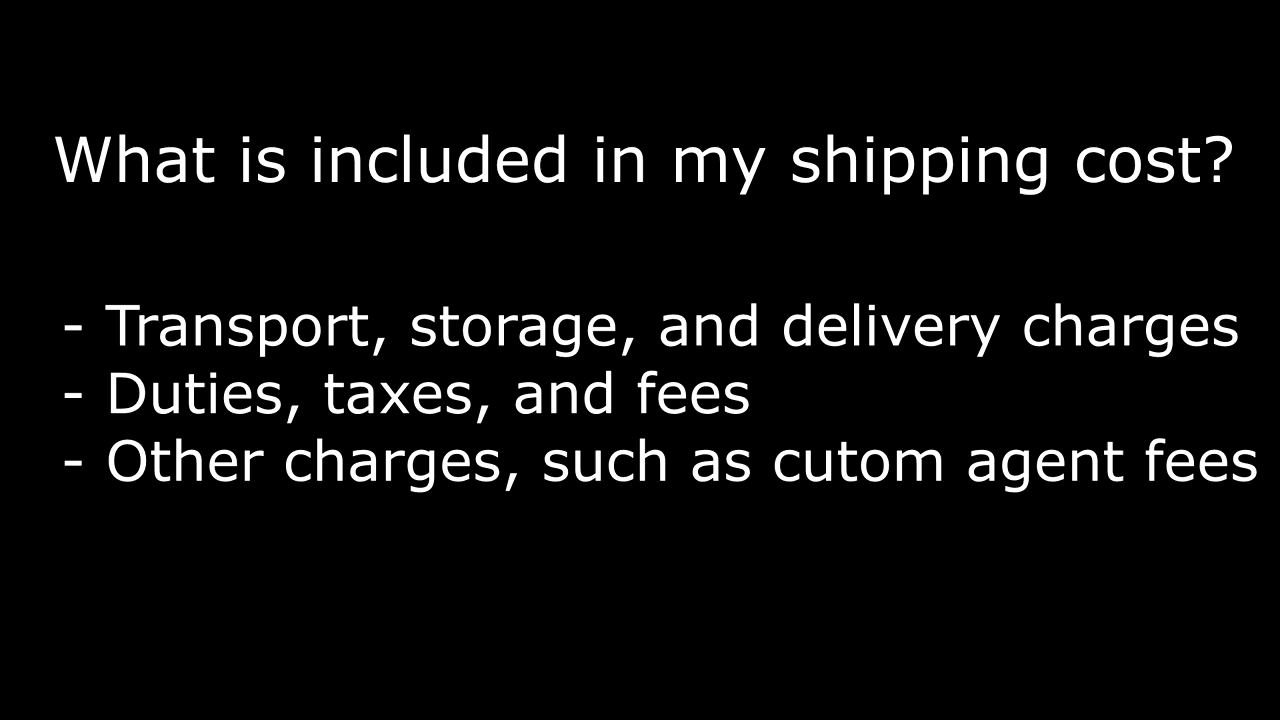 What is included in my shipping cost?
- Transport, storage, and delivery charges
- Duties, taxes, and fees
- Other charges, such as cutom agent fees